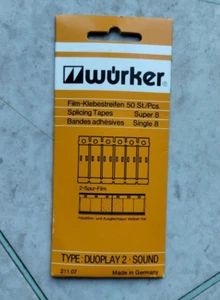 würker
Film-Klebestreifen 50 St/Pcs
Splicing Tapes Super 8
Bandes adhésives Single 8
2-Spur-Film
TYPE: DUOPLAY 2 - SOUND
211.07 Made in Germany